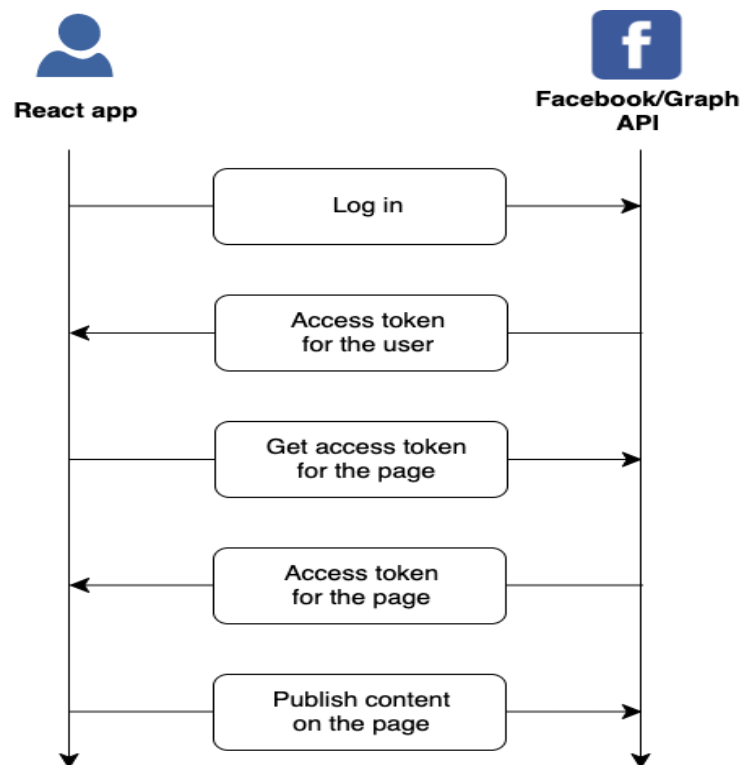 React app
Facebook/Graph
API
Log in
Access token
for the user
Get access token
for the page
Access token
for the page
Publish content
on the page